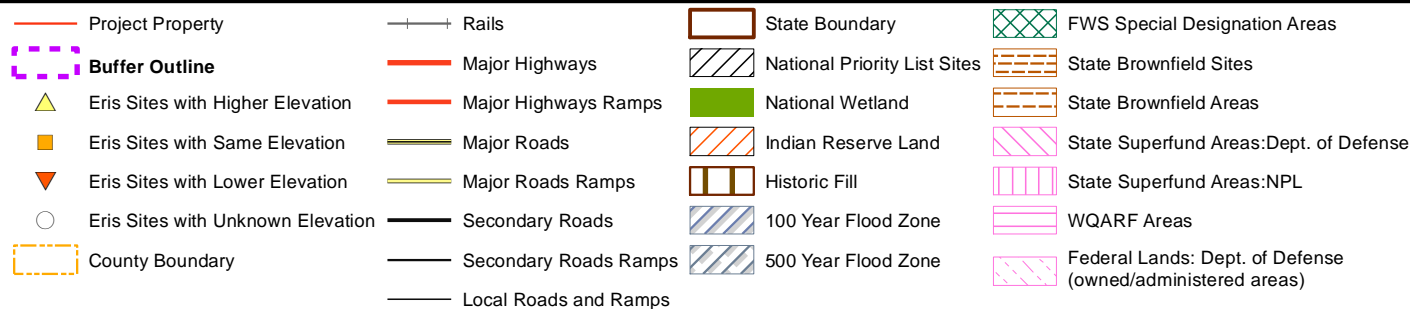 Project Property
Buffer Outline
Eris Sites with Higher Elevation
Eris Sites with Same Elevation
Eris Sites with Lower Elevation
Eris Sites with Unknown Elevation
County Boundary
Rails
Major Highways
Major Highways Ramps
Major Roads
Major Roads Ramps
Secondary Roads
Secondary Roads Ramps
Local Roads and Ramps
State Boundary
National Priority List Sites
National Wetland
Indian Reserve Land
Historic Fill
100 Year Flood Zone
500 Year Flood Zone
FWS Special Designation Areas
State Brownfield Sites
State Brownfield Areas
State Superfund Areas:Dept. of Defense
State Superfund Areas:NPL
WQARF Areas
Federal Lands: Dept. of Defense
(owned/administered areas)